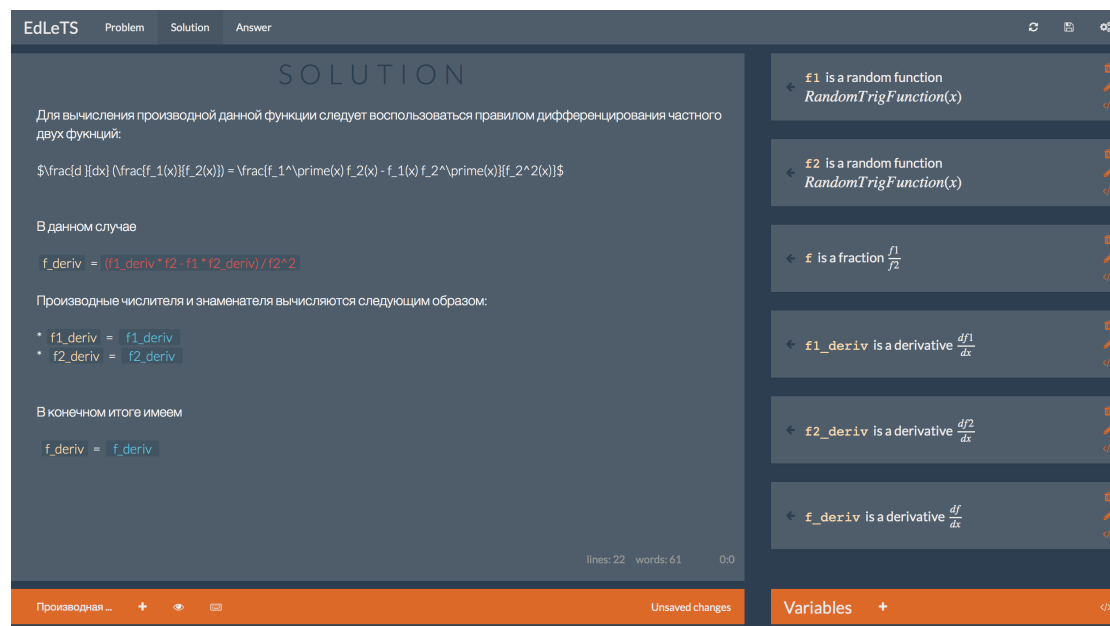 EdLeTS Problem Solution Answer
SOLUTION
Для вычисления производной данной функции следует воспользоваться правилом дифференцирования частного
двух фукнций:
$\frac{d }{dx} (\frac{f_1(x)}{f_2(x)}) = \frac{f_1^\prime(x) f_2(x) - f_1(x) f_2^\prime(x)}{f_2^2(x)}$
В данном случае
f_deriv = (f1_deriv * f2 - f1 * f2_deriv) / f2^2
Производные числителя и знаменателя вычисляются следующим образом:
* f1_deriv = f1_deriv
* f2_deriv = f2_deriv
В конечном итоге имеем
f_deriv = f_deriv
lines: 22 words: 61 0:0
Производная ... + Unsaved changes
f1 is a random function
RandomTrigFunction(x)
f2 is a random function
RandomTrigFunction(x)
f is a fraction f1/f2
f1_deriv is a derivative df1/dx
f2_deriv is a derivative df2/dx
f_deriv is a derivative df/dx
Variables + </>